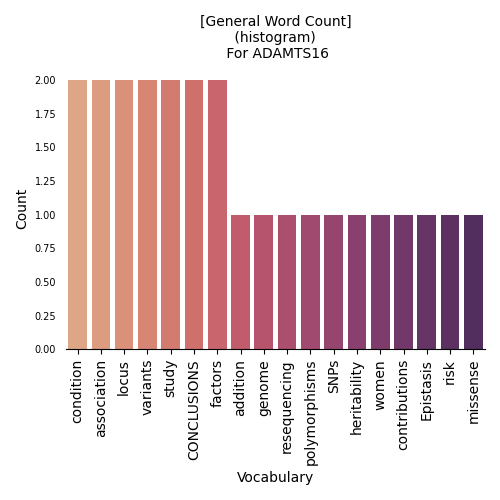 [General Word Count]
(histogram)
For ADAMTS16
2.00
1.75
1.50
1.25
1.00
0.75
0.50
0.25
0.00
Count
condition
association
locus
variants
study
CONCLUSIONS
factors
addition
genome
resequencing
polymorphisms
SNPs
heritability
women
contributions
Epistasis
risk
missense
Vocabulary